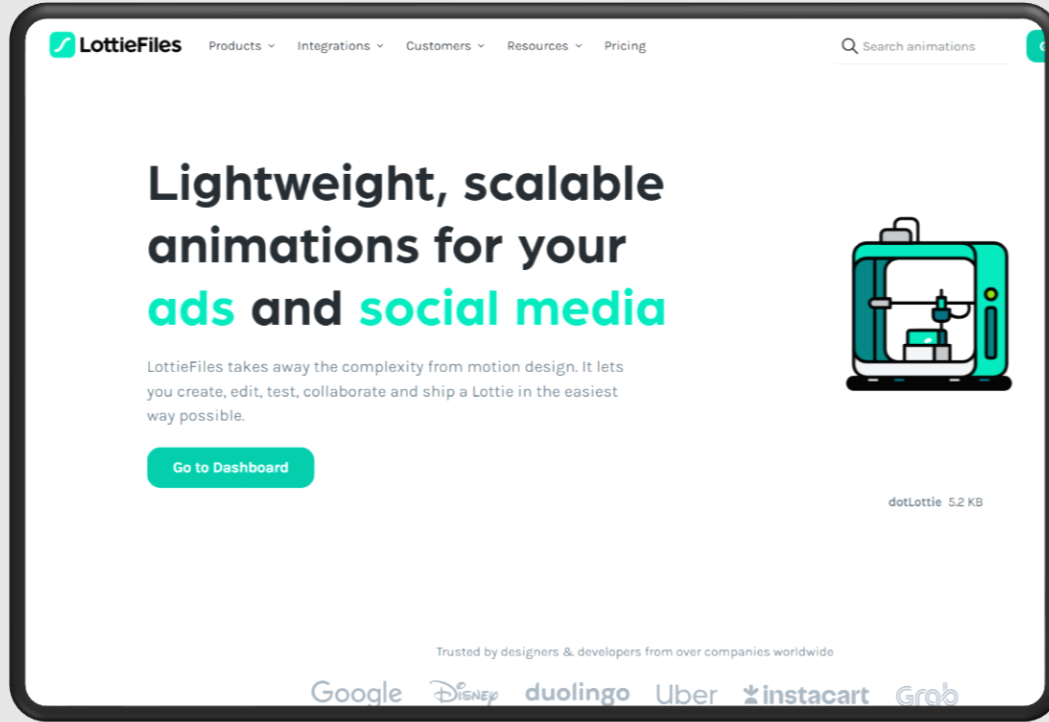 LottieFiles Products Integrations Customers Resources Pricing Search animations
Lightweight, scalable
animations for your
ads and social media
LottieFiles takes away the complexity from motion design. It lets
you create, edit, test, collaborate and ship a Lottie in the easiest
way possible.
Go to Dashboard
dotLottie 5.2 KB
Trusted by designers & developers from over companies worldwide
Google Disney duolingo Uber instacart Grab